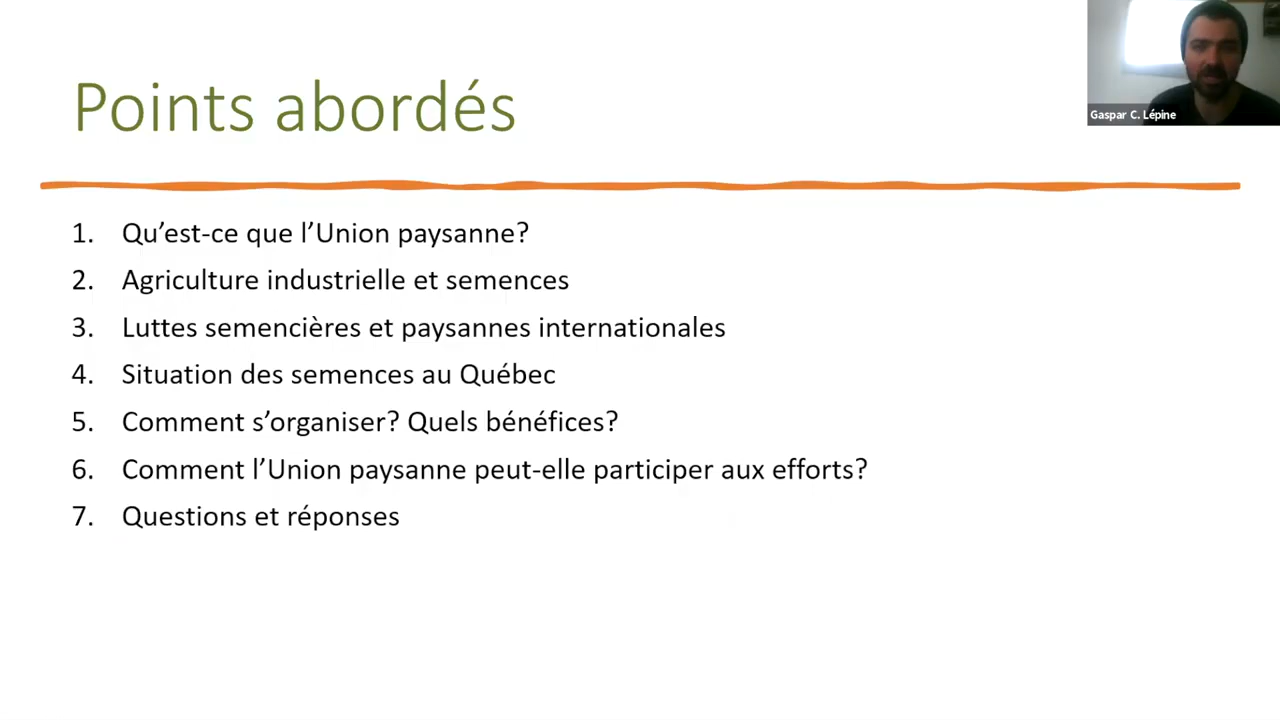 Points abordés
Gaspar C. Lépine
1. Qu’est-ce que l’Union paysanne?
2. Agriculture industrielle et semences
3. Luttes semencières et paysannes internationales
4. Situation des semences au Québec
5. Comment s’organiser? Quels bénéfices?
6. Comment l’Union paysanne peut-elle participer aux efforts?
7. Questions et réponses